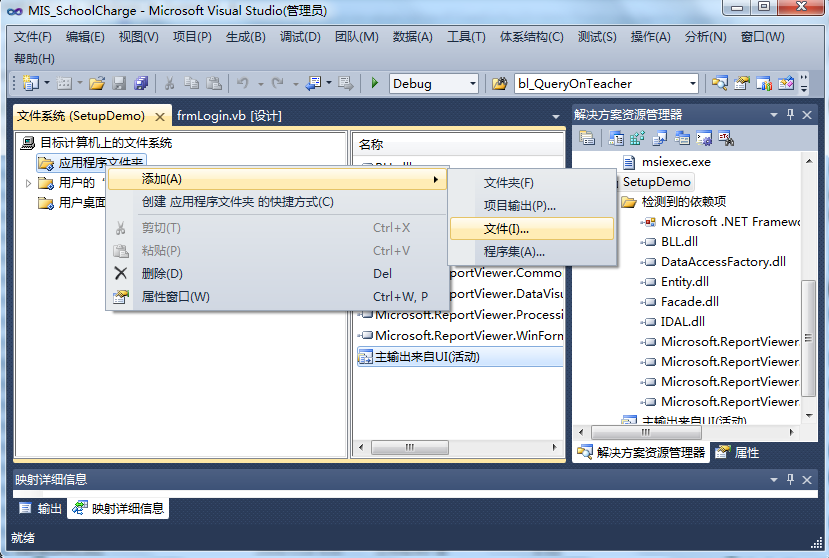 MIS_SchoolCharge - Microsoft Visual Studio(管理员)
文件(F) 编辑(E) 视图(V) 项目(P) 生成(B) 调试(D) 团队(M) 数据(A) 工具(T) 体系结构(C) 测试(S) 操作(A) 分析(N) 窗口(W)
帮助(H)
Debug bl_QueryOnTeacher
文件系统 (SetupDemo) frmLogin.vb [设计]
目标计算机上的文件系统
应用程序文件夹
用户的“
用户桌面
名称
添加(A)
创建 应用程序文件夹 的快捷方式(C)
剪切(T) Ctrl+X
粘贴(P) Ctrl+V
删除(D) Del
属性窗口(W) Ctrl+W, P
文件夹(F)
项目输出(P)...
文件(I)...
程序集(A)...
ReportViewer.Commo
bportViewer.DataVisu
Microsoft.ReportViewer.Processi
Microsoft.ReportViewer.WinForm
主输出来自UI(活动)
解决方案资源管理器
msiexec.exe
SetupDemo
检测到的依赖项
Microsoft .NET Framewo
BLL.dll
DataAccessFactory.dll
Entity.dll
Facade.dll
IDAL.dll
Microsoft.ReportViewer.
Microsoft.ReportViewer.
Microsoft.ReportViewer.
Microsoft.ReportViewer.
主输出来自UI(活动)
解决方案资源管理器 属性
映射详细信息
输出 映射详细信息
就绪